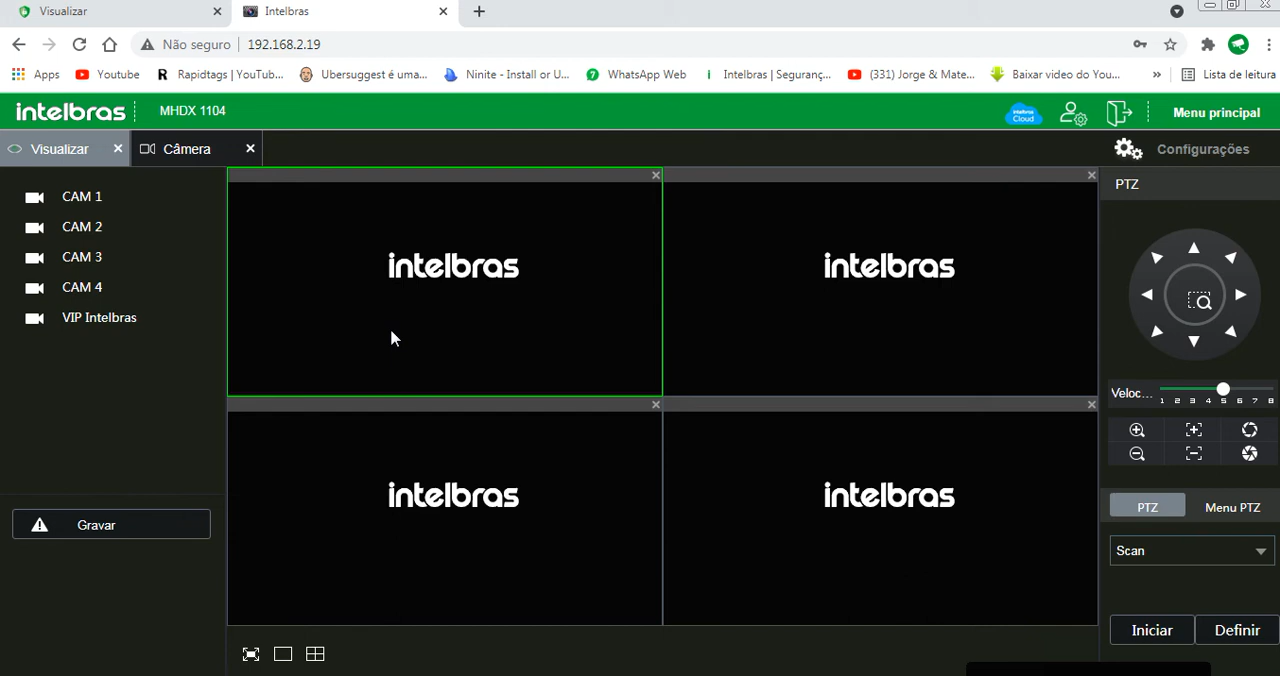 Visualizar
Intelbras
Não seguro
192.168.2.19
Apps
Youtube
Rapidtags | YouTub...
Ubersuggest é uma...
Ninite - Install or U...
WhatsApp Web
Intelbras | Seguranç...
(331) Jorge & Mate...
Baixar video do You...
»
Lista de leitura
intelbras
MHDX 1104
intelbras Cloud
Menu principal
Visualizar
Câmera
Configurações
CAM 1
CAM 2
CAM 3
CAM 4
VIP Intelbras
Gravar
intelbras
intelbras
intelbras
intelbras
PTZ
Veloc...
1 2 3 4 5 6 7 8
PTZ
Menu PTZ
Scan
Iniciar
Definir